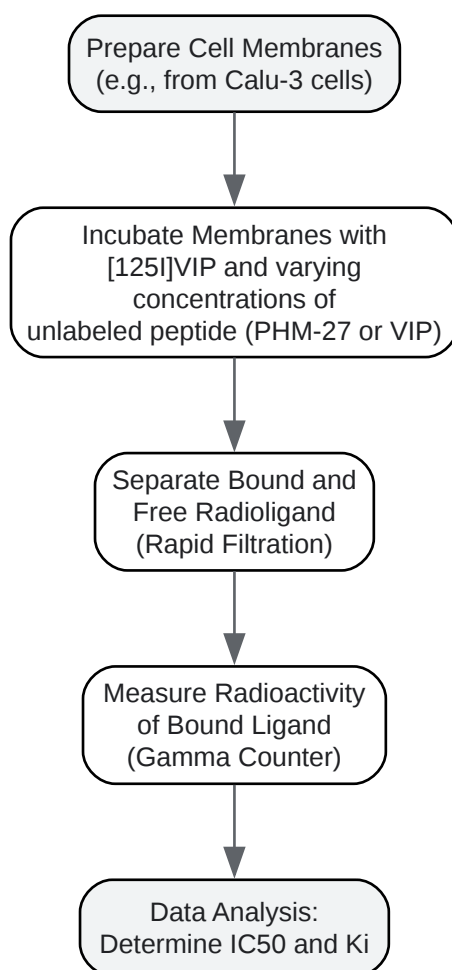 Prepare Cell Membranes
(e.g., from Calu-3 cells)
Incubate Membranes with
[125I]VIP and varying
concentrations of
unlabeled peptide (PHM-27 or VIP)
Separate Bound and
Free Radioligand
(Rapid Filtration)
Measure Radioactivity
of Bound Ligand
(Gamma Counter)
Data Analysis:
Determine IC50 and Ki